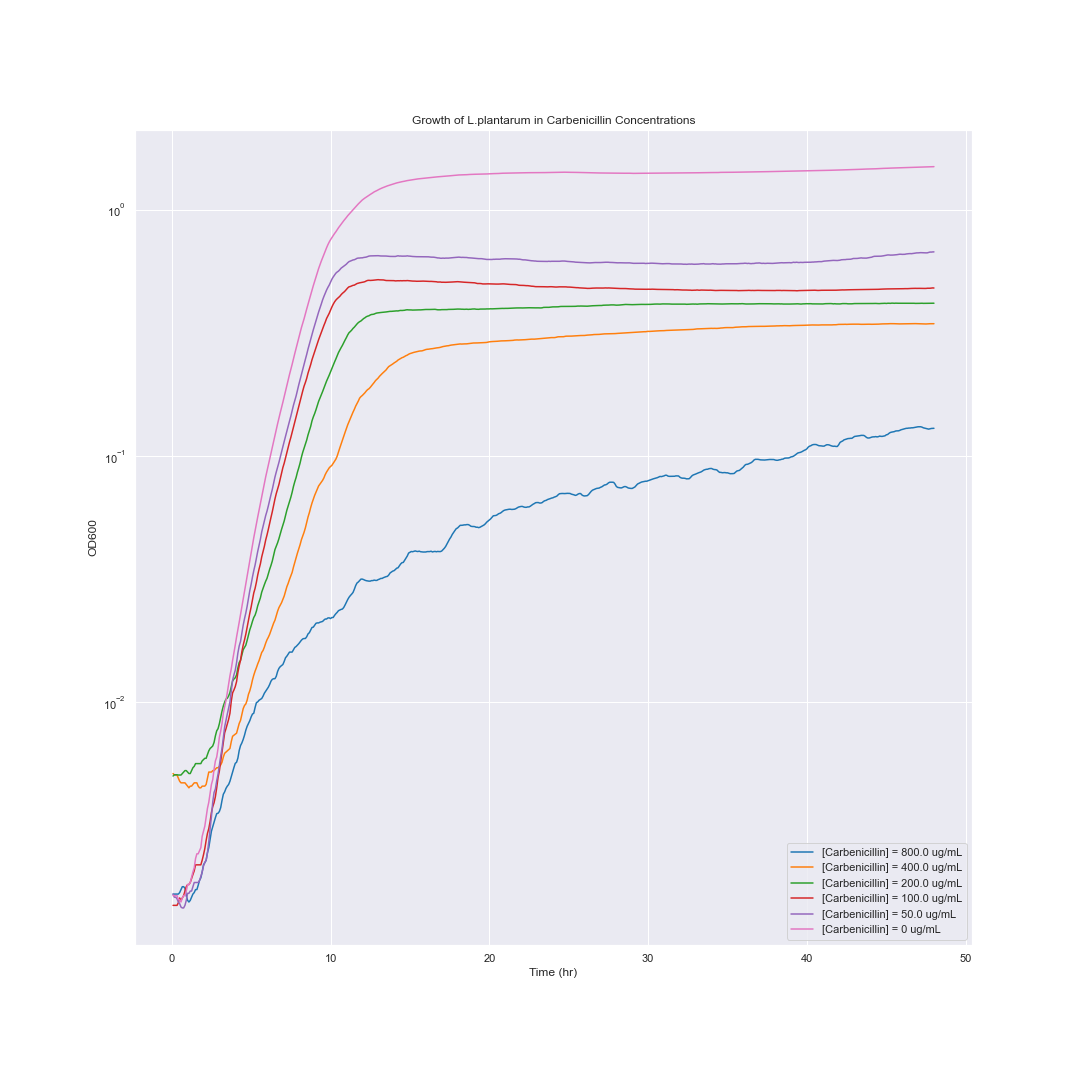 Growth of L.plantarum in Carbenicillin Concentrations
10⁰
10⁻¹
10⁻²
OD600
0 10 20 30 40 50
Time (hr)
[Carbenicillin] = 800.0 ug/mL
[Carbenicillin] = 400.0 ug/mL
[Carbenicillin] = 200.0 ug/mL
[Carbenicillin] = 100.0 ug/mL
[Carbenicillin] = 50.0 ug/mL
[Carbenicillin] = 0 ug/mL